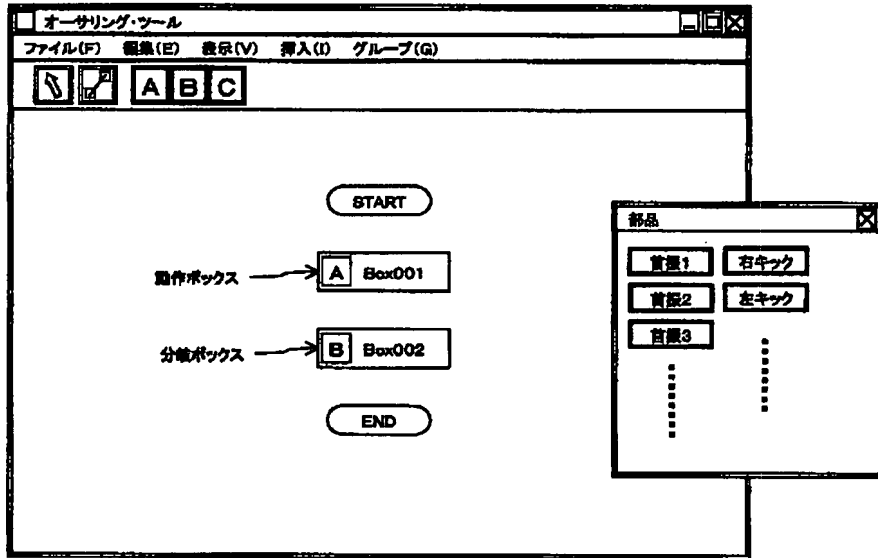 オーサリング・ツール
ファイル(F) 編集(E) 表示(V) 挿入(I) グループ(G)
A B C
START
動作ボックス A Box001
分岐ボックス B Box002
END
部品
首振1 右キック
首振2 左キック
首振3